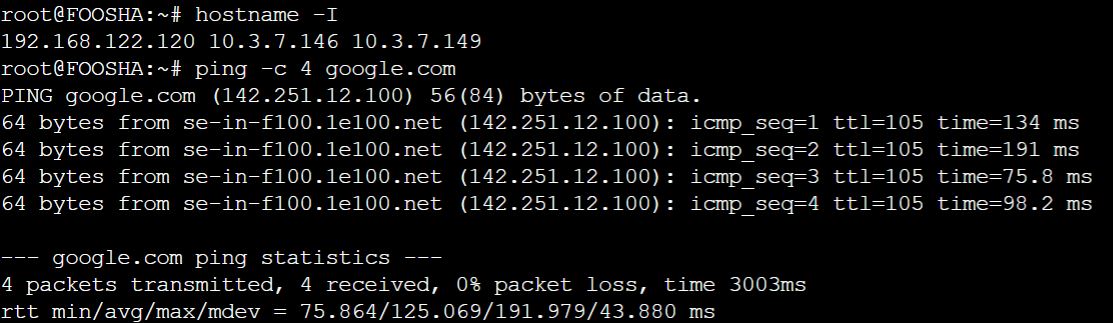 root@FOOSHA:~# hostname -I
192.168.122.120 10.3.7.146 10.3.7.149
root@FOOSHA:~# ping -c 4 google.com
PING google.com (142.251.12.100) 56(84) bytes of data.
64 bytes from se-in-f100.1e100.net (142.251.12.100): icmp_seq=1 ttl=105 time=134 ms
64 bytes from se-in-f100.1e100.net (142.251.12.100): icmp_seq=2 ttl=105 time=191 ms
64 bytes from se-in-f100.1e100.net (142.251.12.100): icmp_seq=3 ttl=105 time=75.8 ms
64 bytes from se-in-f100.1e100.net (142.251.12.100): icmp_seq=4 ttl=105 time=98.2 ms
--- google.com ping statistics ---
4 packets transmitted, 4 received, 0% packet loss, time 3003ms
rtt min/avg/max/mdev = 75.864/125.069/191.979/43.880 ms